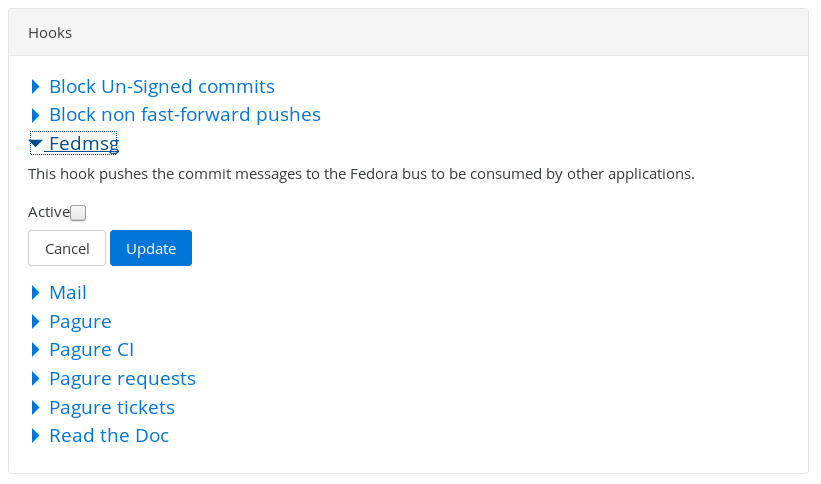 Hooks
Block Un-Signed commits
Block non fast-forward pushes
Fedmsg
This hook pushes the commit messages to the Fedora bus to be consumed by other applications.
Active
Cancel Update
Mail
Pagure
Pagure CI
Pagure requests
Pagure tickets
Read the Doc